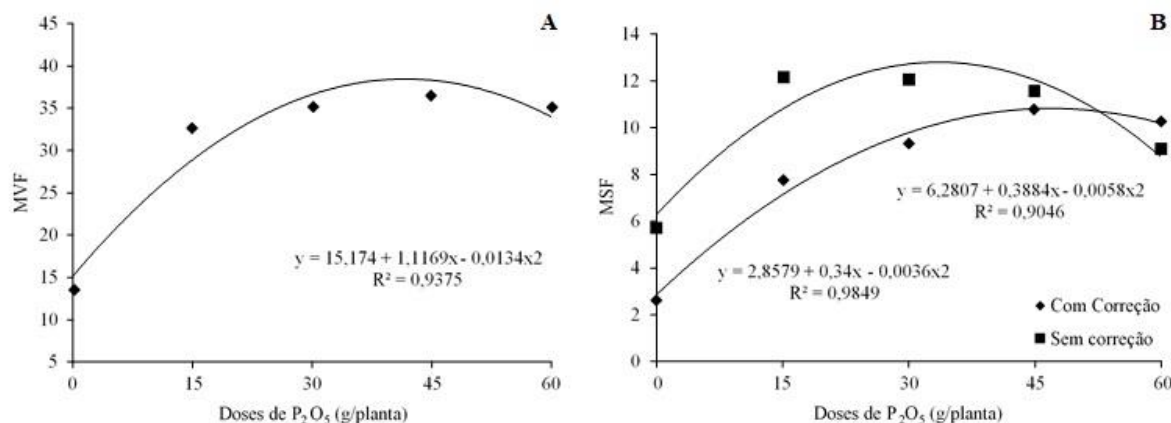 A
45
40
35
30
25
20
15
10
5
MVF
y = 15,174 + 1,1169x - 0,0134x2
R² = 0,9375
0 15 30 45 60
Doses de P₂O₅ (g/planta)
B
14
12
10
8
6
4
2
0
MSF
y = 6,2807 + 0,3884x - 0,0058x2
R² = 0,9046
y = 2,8579 + 0,34x - 0,0036x2
R² = 0,9849
Com Correção
Sem correção
0 15 30 45 60
Doses de P₂O₅ (g/planta)